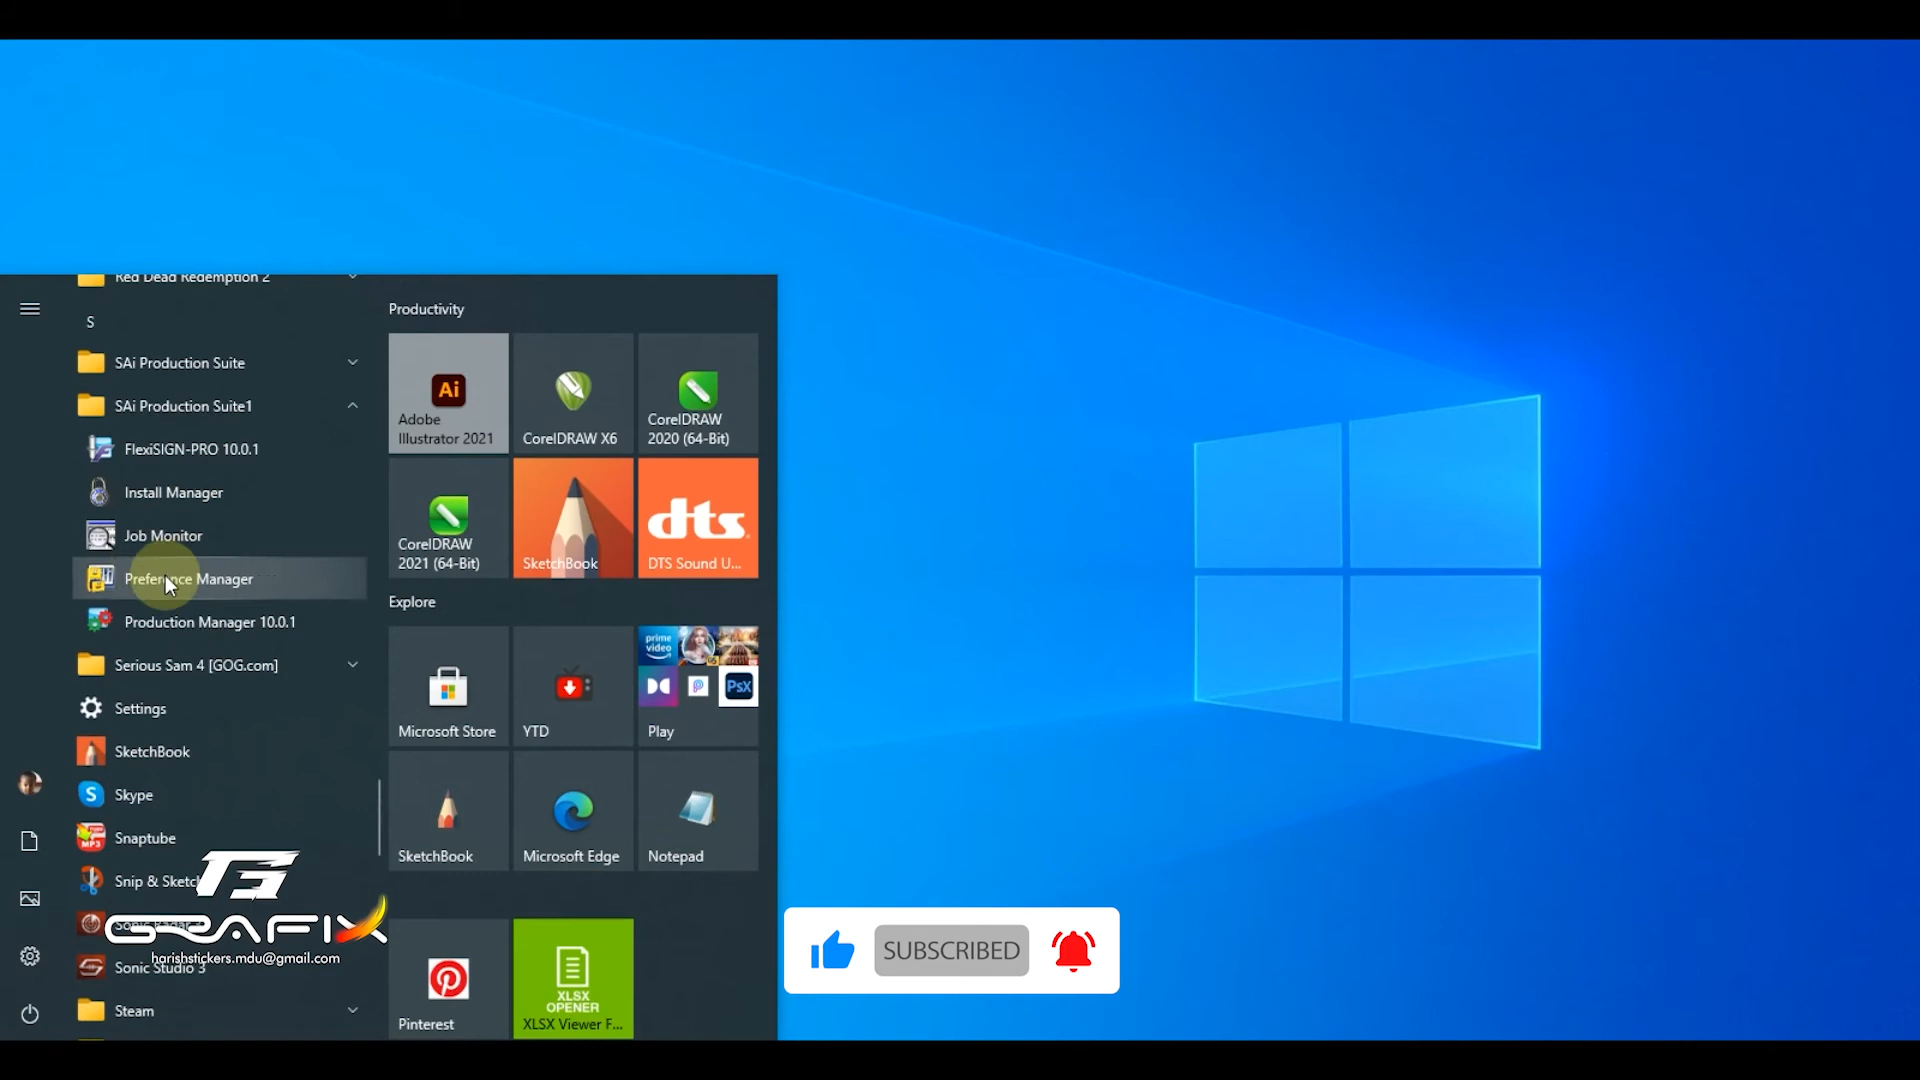 Red Dead Redemption 2
S
SAi Production Suite
SAi Production Suite1
FlexiSIGN-PRO 10.0.1
Install Manager
Job Monitor
Preference Manager
Production Manager 10.0.1
Serious Sam 4 [GOG.com]
Settings
SketchBook
Skype
Snaptube
Snip & Sketch
Sonic Studio 3
Steam
Productivity
Ai
Adobe
Illustrator 2021
CorelDRAW X6
CorelDRAW
2020 (64-Bit)
CorelDRAW
2021 (64-Bit)
SketchBook
dts
DTS Sound U...
Explore
Microsoft Store
YTD
prime
video
PsX
Play
SketchBook
Microsoft Edge
Notepad
Pinterest
XLSX
OPENER
XLSX Viewer F...
GRAFIX
harishstickers.mdu@gmail.com
SUBSCRIBED